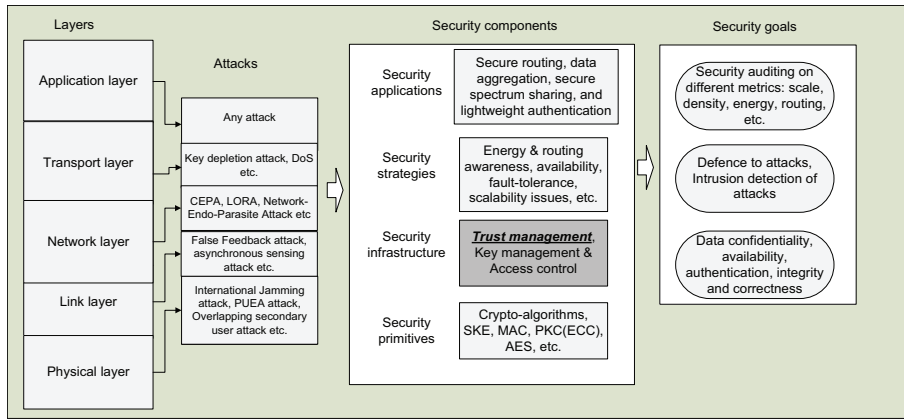 Layers
Application layer
Transport layer
Network layer
Link layer
Physical layer
Attacks
Any attack
Key depletion attack, DoS
etc.
CEPA, LORA, Network-
Endo-Parasite Attack etc
False Feedback attack,
asynchronous sensing
attack etc.
International Jamming
attack, PUEA attack,
Overlapping secondary
user attack etc.
Security components
Security
applications
Secure routing, data
aggregation, secure
spectrum sharing, and
lightweight authentication
Security
strategies
Energy & routing
awareness, availability,
fault-tolerance,
scalability issues, etc.
Security
infrastructure
Trust management,
Key management &
Access control
Security
primitives
Crypto-algorithms,
SKE, MAC, PKC(ECC),
AES, etc.
Security goals
Security auditing on
different metrics: scale,
density, energy, routing,
etc.
Defence to attacks,
Intrusion detection of
attacks
Data confidentiality,
availability,
authentication, integrity
and correctness